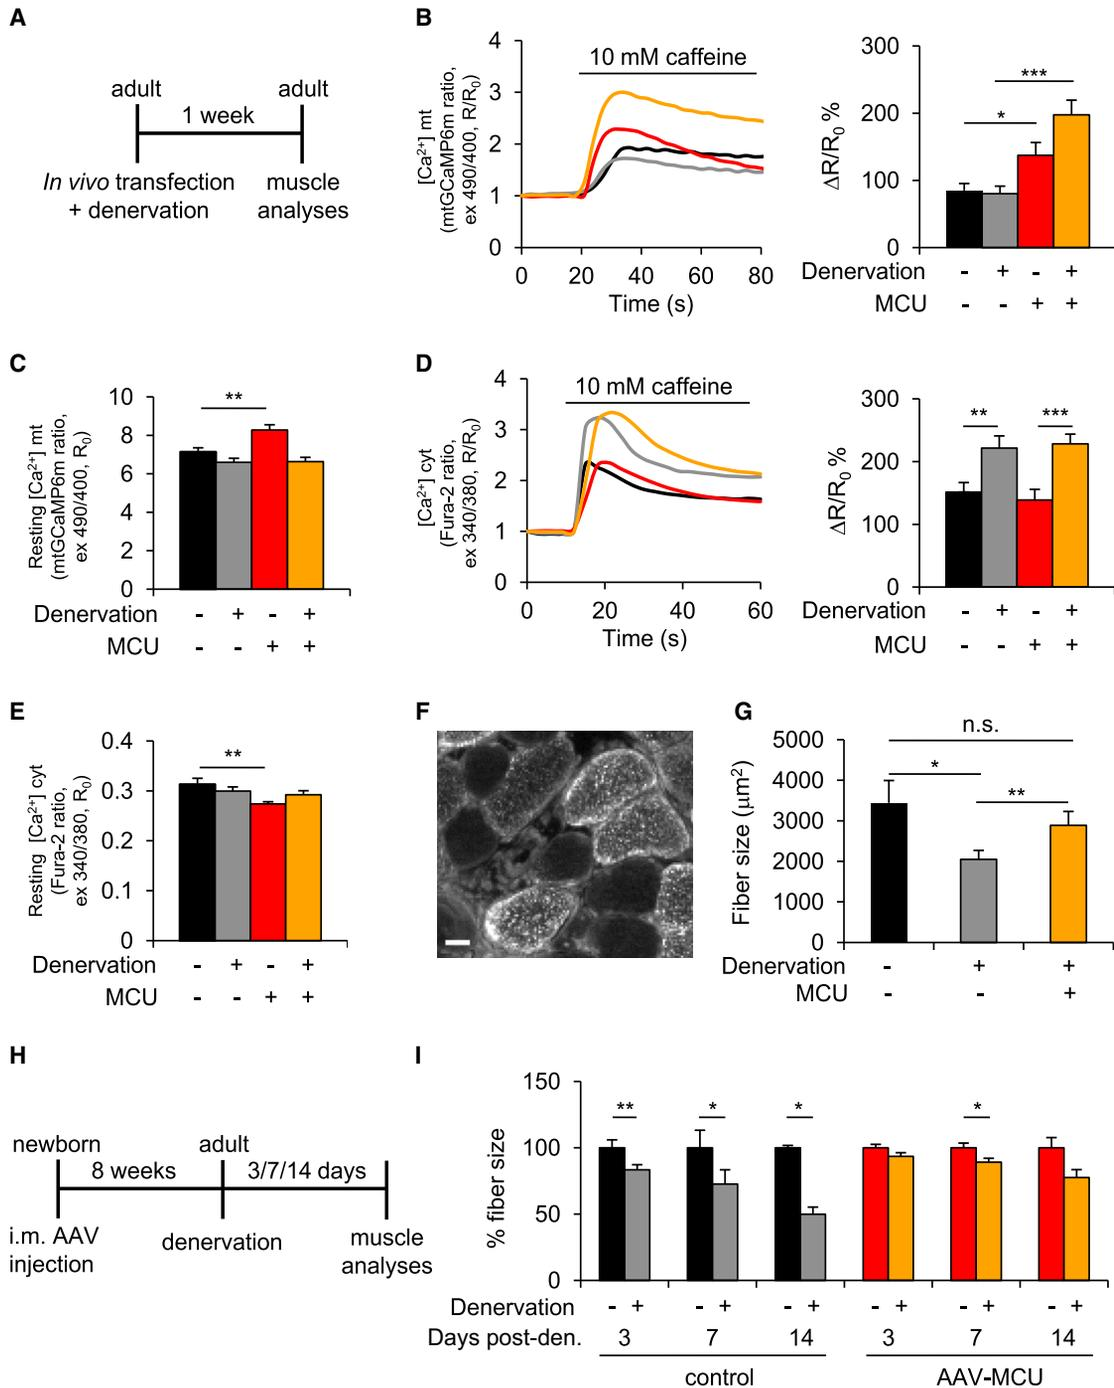 A
adult adult
1 week
In vivo transfection muscle
+ denervation analyses
B
[Ca²⁺] mt
(mtGCaMP6m ratio,
ex 490/400, R/R₀)
4
3
2
1
0
10 mM caffeine
0 20 40 60 80
Time (s)
ΔR/R₀ %
300
200
100
0
* ***
Denervation - + - +
MCU - - + +
C
Resting [Ca²⁺] mt
(mtGCaMP6m ratio,
ex 490/400, R₀)
10
8
6
4
2
0
**
Denervation - + - +
MCU - - + +
D
[Ca²⁺] cyt
(Fura-2 ratio,
ex 340/380, R/R₀)
4
3
2
1
0
10 mM caffeine
0 20 40 60
Time (s)
ΔR/R₀ %
300
200
100
0
** ***
Denervation - + - +
MCU - - + +
E
Resting [Ca²⁺] cyt
(Fura-2 ratio,
ex 340/380, R₀)
0.4
0.3
0.2
0.1
0
**
Denervation - + - +
MCU - - + +
F
G
Fiber size (μm²)
5000
4000
3000
2000
1000
0
n.s.
*
**
Denervation - + +
MCU - - +
H
newborn adult
8 weeks 3/7/14 days
i.m. AAV denervation muscle
injection analyses
I
% fiber size
150
100
50
0
** * * *
Denervation - + - + - + - + - + - +
Days post-den. 3 7 14 3 7 14
control AAV-MCU